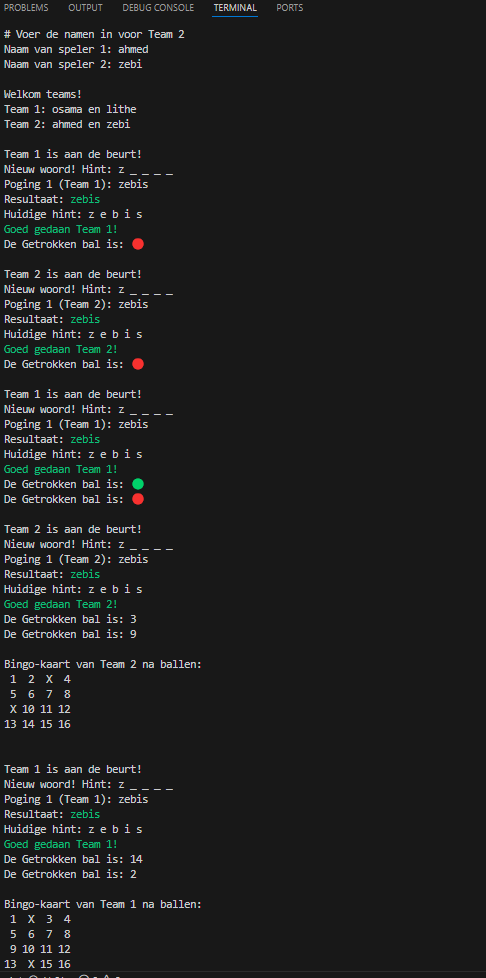 PROBLEMS OUTPUT DEBUG CONSOLE TERMINAL PORTS
# Voer de namen in voor Team 2
Naam van speler 1: ahmed
Naam van speler 2: zebi
Welkom teams!
Team 1: osama en lithe
Team 2: ahmed en zebi
Team 1 is aan de beurt!
Nieuw woord! Hint: z _ _ _ _
Poging 1 (Team 1): zebis
Resultaat: zebis
Huidige hint: z e b i s
Goed gedaan Team 1!
De Getrokken bal is: 🔴
Team 2 is aan de beurt!
Nieuw woord! Hint: z _ _ _ _
Poging 1 (Team 2): zebis
Resultaat: zebis
Huidige hint: z e b i s
Goed gedaan Team 2!
De Getrokken bal is: 🔴
Team 1 is aan de beurt!
Nieuw woord! Hint: z _ _ _ _
Poging 1 (Team 1): zebis
Resultaat: zebis
Huidige hint: z e b i s
Goed gedaan Team 1!
De Getrokken bal is: 🟢
De Getrokken bal is: 🔴
Team 2 is aan de beurt!
Nieuw woord! Hint: z _ _ _ _
Poging 1 (Team 2): zebis
Resultaat: zebis
Huidige hint: z e b i s
Goed gedaan Team 2!
De Getrokken bal is: 3
De Getrokken bal is: 9
Bingo-kaart van Team 2 na ballen:
1 2 X 4
5 6 7 8
X 10 11 12
13 14 15 16
Team 1 is aan de beurt!
Nieuw woord! Hint: z _ _ _ _
Poging 1 (Team 1): zebis
Resultaat: zebis
Huidige hint: z e b i s
Goed gedaan Team 1!
De Getrokken bal is: 14
De Getrokken bal is: 2
Bingo-kaart van Team 1 na ballen:
1 X 3 4
5 6 7 8
9 10 11 12
13 X 15 16